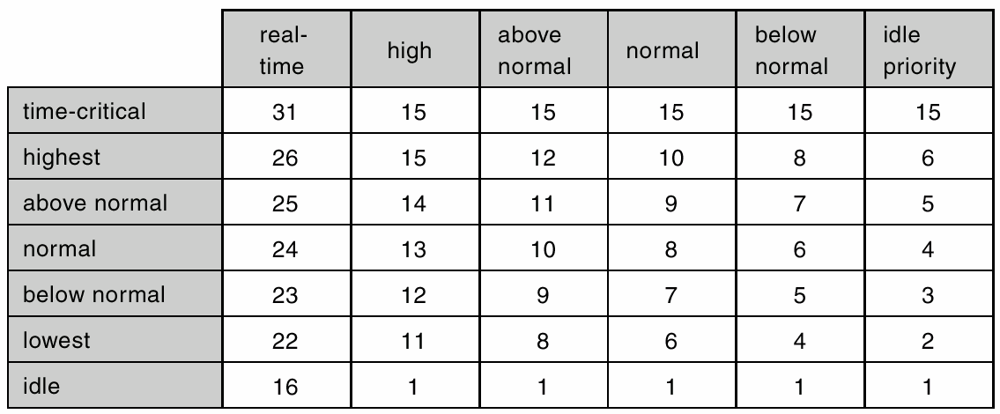 real-time high above normal normal below normal idle priority
time-critical 31 15 15 15 15 15
highest 26 15 12 10 8 6
above normal 25 14 11 9 7 5
normal 24 13 10 8 6 4
below normal 23 12 9 7 5 3
lowest 22 11 8 6 4 2
idle 16 1 1 1 1 1